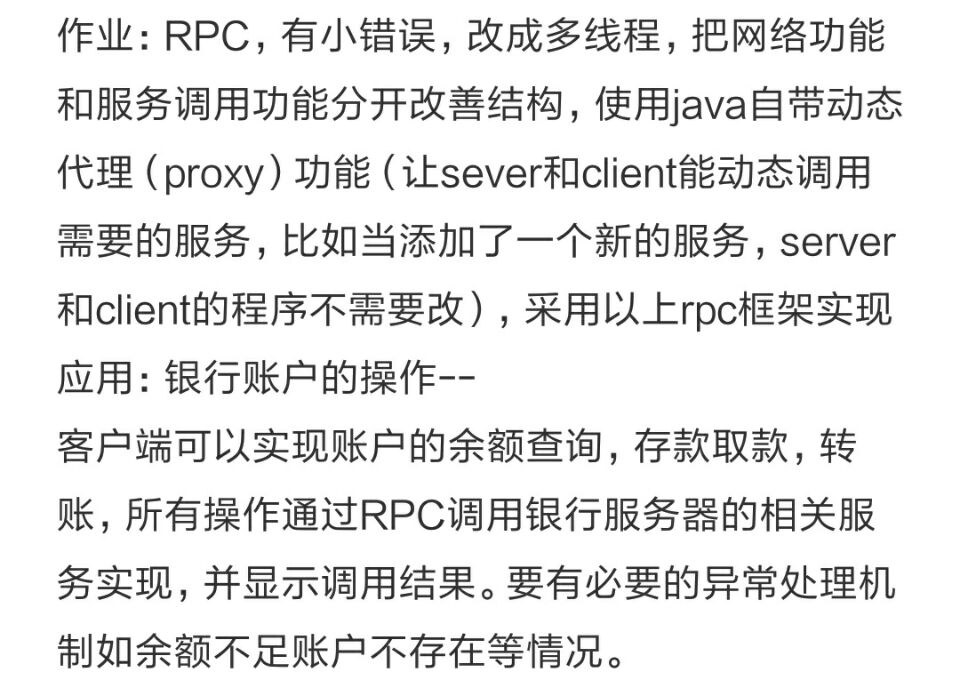 作业：RPC，有小错误，改成多线程，把网络功能
和服务调用功能分开改善结构，使用java自带动态
代理（proxy）功能（让sever和client能动态调用
需要的服务，比如当添加了一个新的服务，server
和client的程序不需要改），采用以上rpc框架实现
应用：银行账户的操作--
客户端可以实现账户的余额查询，存款取款，转
账，所有操作通过RPC调用银行服务器的相关服
务实现，并显示调用结果。要有必要的异常处理机
制如余额不足账户不存在等情况。